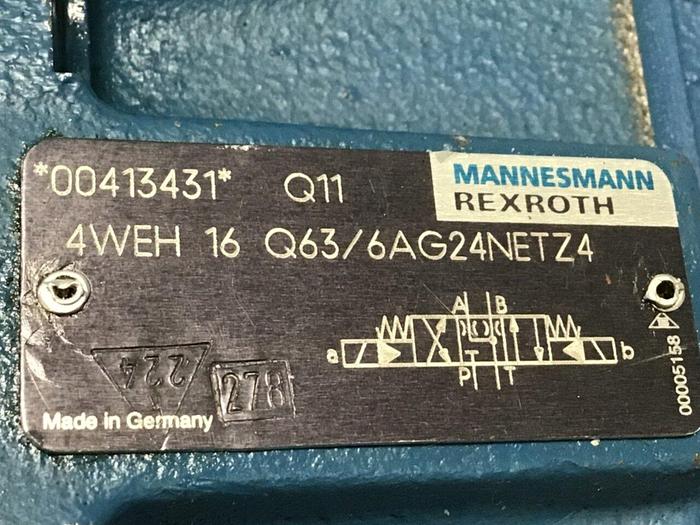 *00413431* Q11
MANNESMANN
REXROTH
4WEH 16 Q63/6AG24NETZ4
A B
a b
T
P T
224
278
00005158
Made in Germany